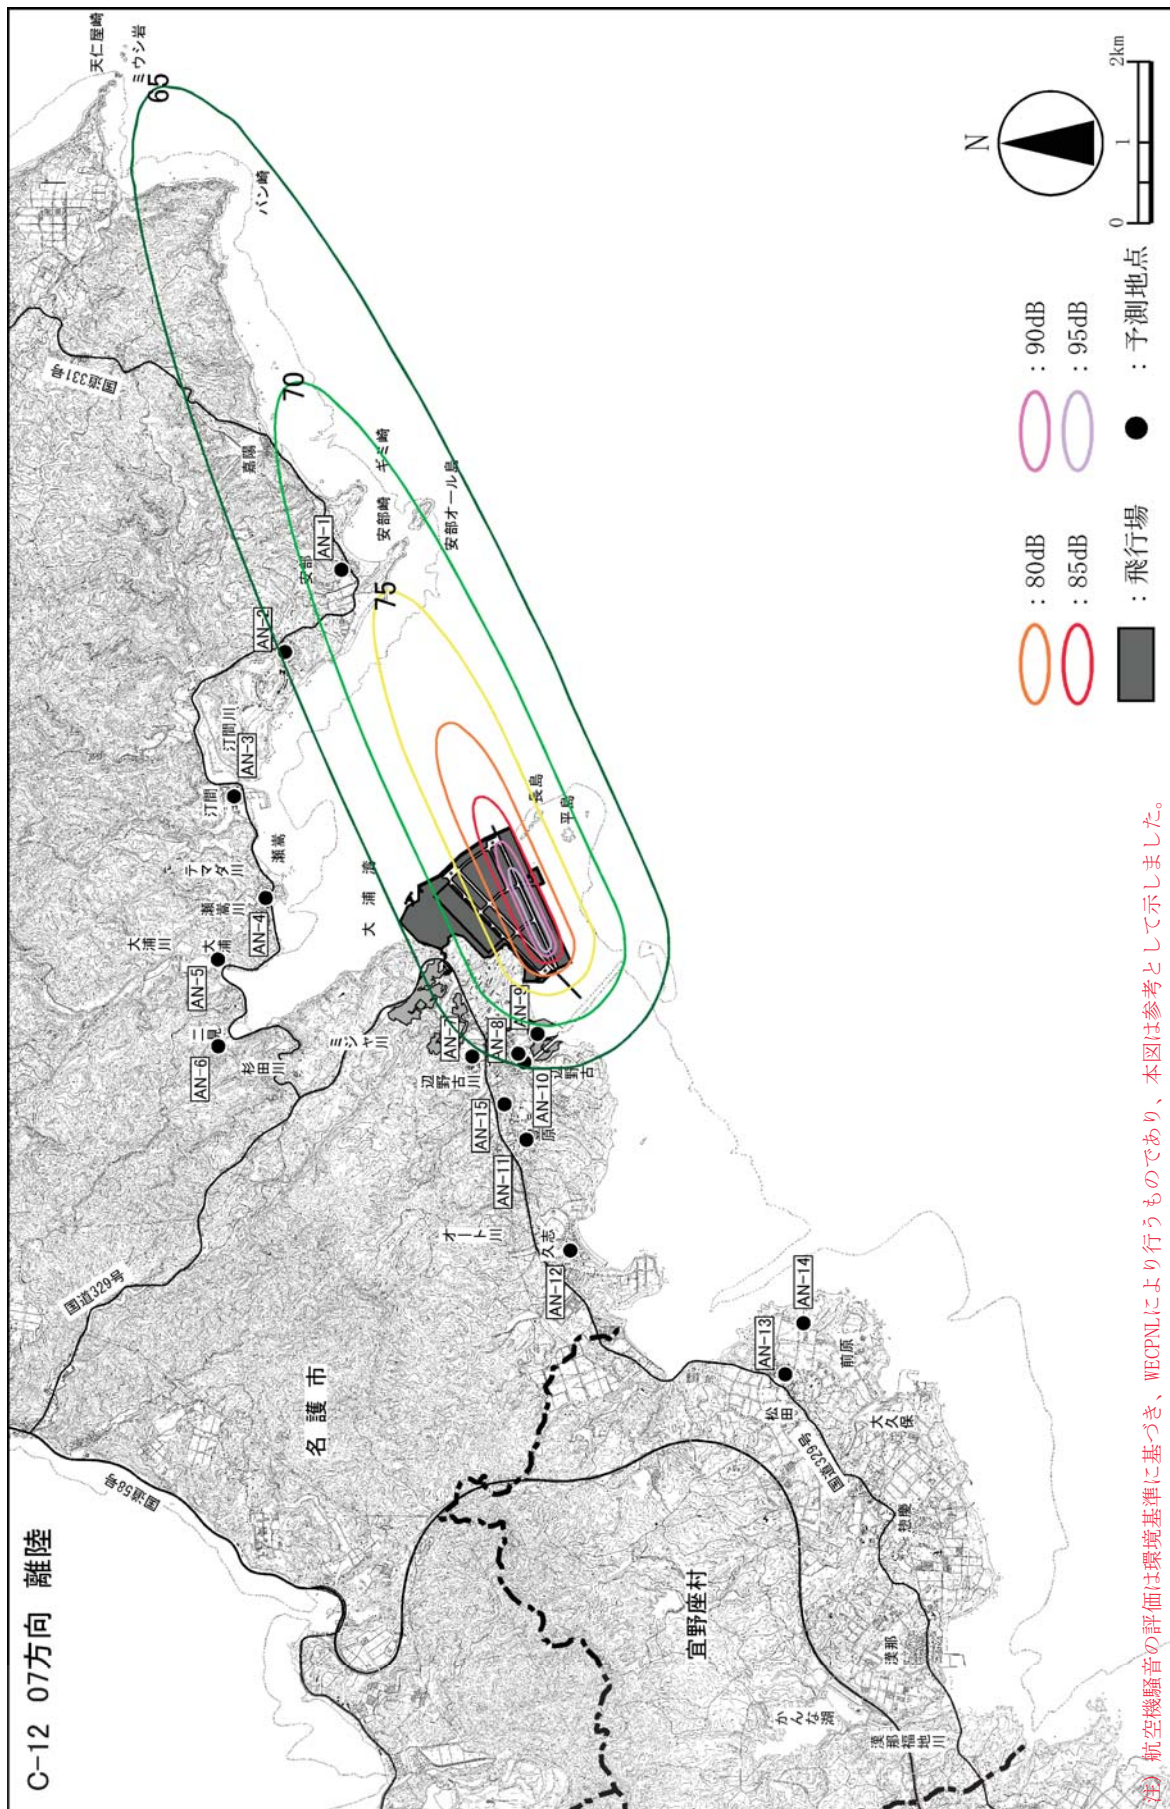 C-12 07方向 離陸
国道58号
国道329号
名護市
宜野座村
かんな湖
漢那福地川
漢那
惣慶
国道329号
大久保
松田
前原
AN-13
AN-14
AN-12
久志
オート川
AN-11
原
AN-15
AN-10
辺野古
辺野古川
AN-7
AN-8
AN-9
ミジャ川
杉田川
AN-6
二見
AN-5
大浦
大浦川
AN-4
瀬嵩川
瀬嵩
テマダ川
大浦湾
汀間
AN-3
汀間川
AN-2
安部
AN-1
安部崎
安部オール島
ギミ崎
嘉陽
国道331号
バン崎
天仁屋崎
ミウシ岩
長島
平島
65
70
75
N
0 1 2km
:80dB
:90dB
:85dB
:95dB
:飛行場
:予測地点
注) 航空機騒音の評価は環境基準に基づき、WECPNLにより行うものであり、本図は参考として示しました。